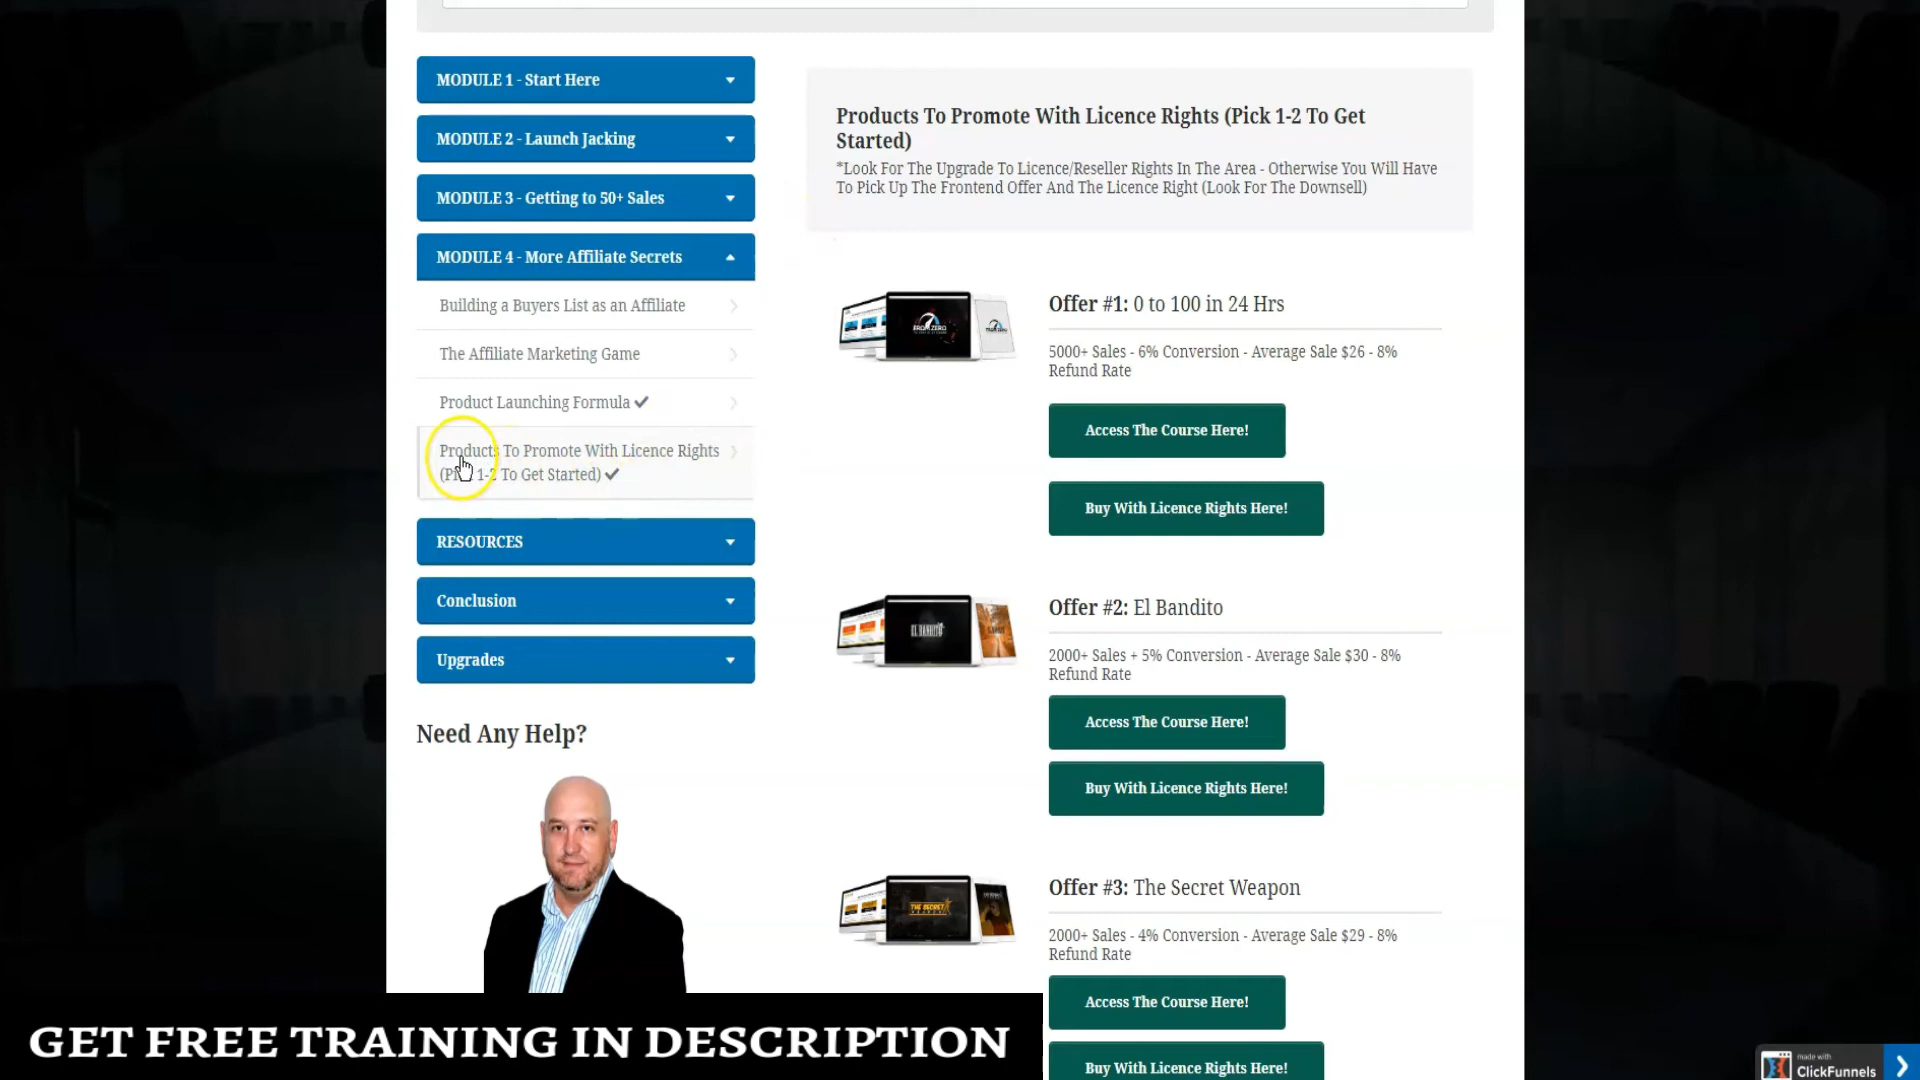 MODULE 1 - Start Here
MODULE 2 - Launch Jacking
MODULE 3 - Getting to 50+ Sales
MODULE 4 - More Affiliate Secrets
Building a Buyers List as an Affiliate
The Affiliate Marketing Game
Product Launching Formula
Products To Promote With Licence Rights
(Pick 1-2 To Get Started)
RESOURCES
Conclusion
Upgrades
Need Any Help?
Products To Promote With Licence Rights (Pick 1-2 To Get
Started)
*Look For The Upgrade To Licence/Reseller Rights In The Area - Otherwise You Will Have
To Pick Up The Frontend Offer And The Licence Right (Look For The Downsell)
Offer #1: 0 to 100 in 24 Hrs
5000+ Sales - 6% Conversion - Average Sale $26 - 8%
Refund Rate
Access The Course Here!
Buy With Licence Rights Here!
EL BANDITO
Offer #2: El Bandito
2000+ Sales + 5% Conversion - Average Sale $30 - 8%
Refund Rate
Access The Course Here!
Buy With Licence Rights Here!
THE SECRET
Offer #3: The Secret Weapon
2000+ Sales - 4% Conversion - Average Sale $29 - 8%
Refund Rate
Access The Course Here!
Buy With Licence Rights Here!
GET FREE TRAINING IN DESCRIPTION
made with
ClickFunnels